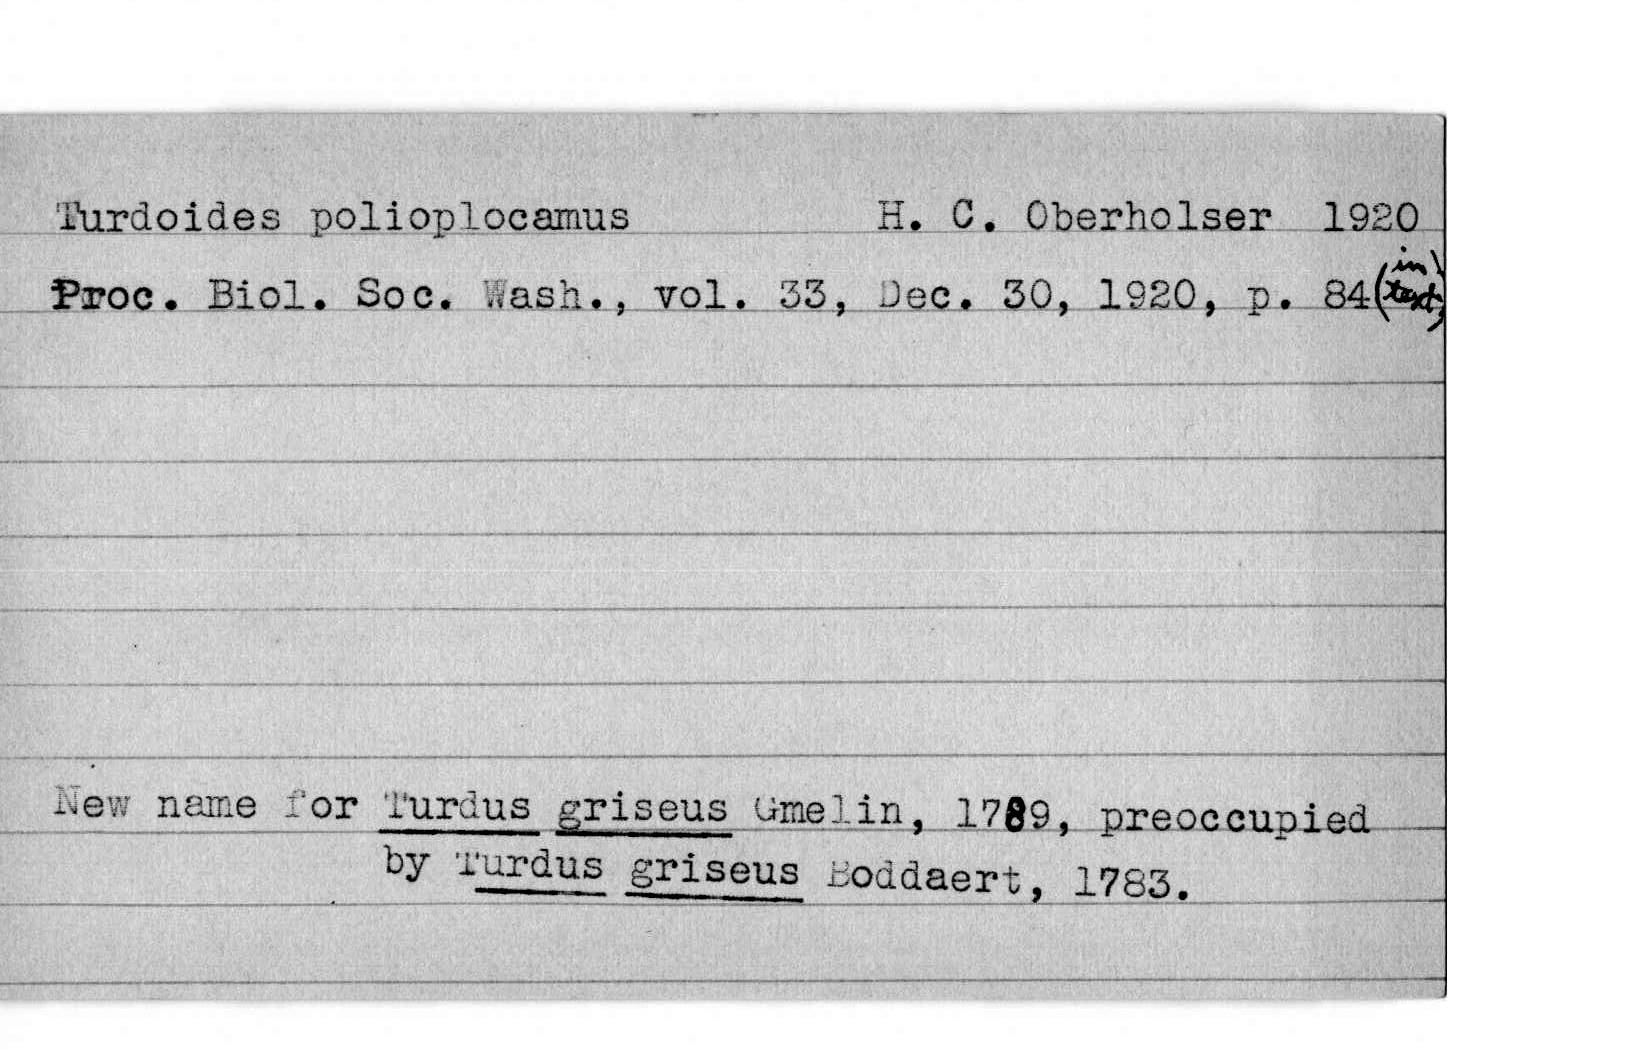 Turdoides polioplocamus H. C. Oberholser 1920
Proc. Biol. Soc. Wash., vol. 33, Dec. 30, 1920, p. 84 (in text)
New name for Turdus griseus Gmelin, 1789, preoccupied
by Turdus griseus Boddaert, 1783.